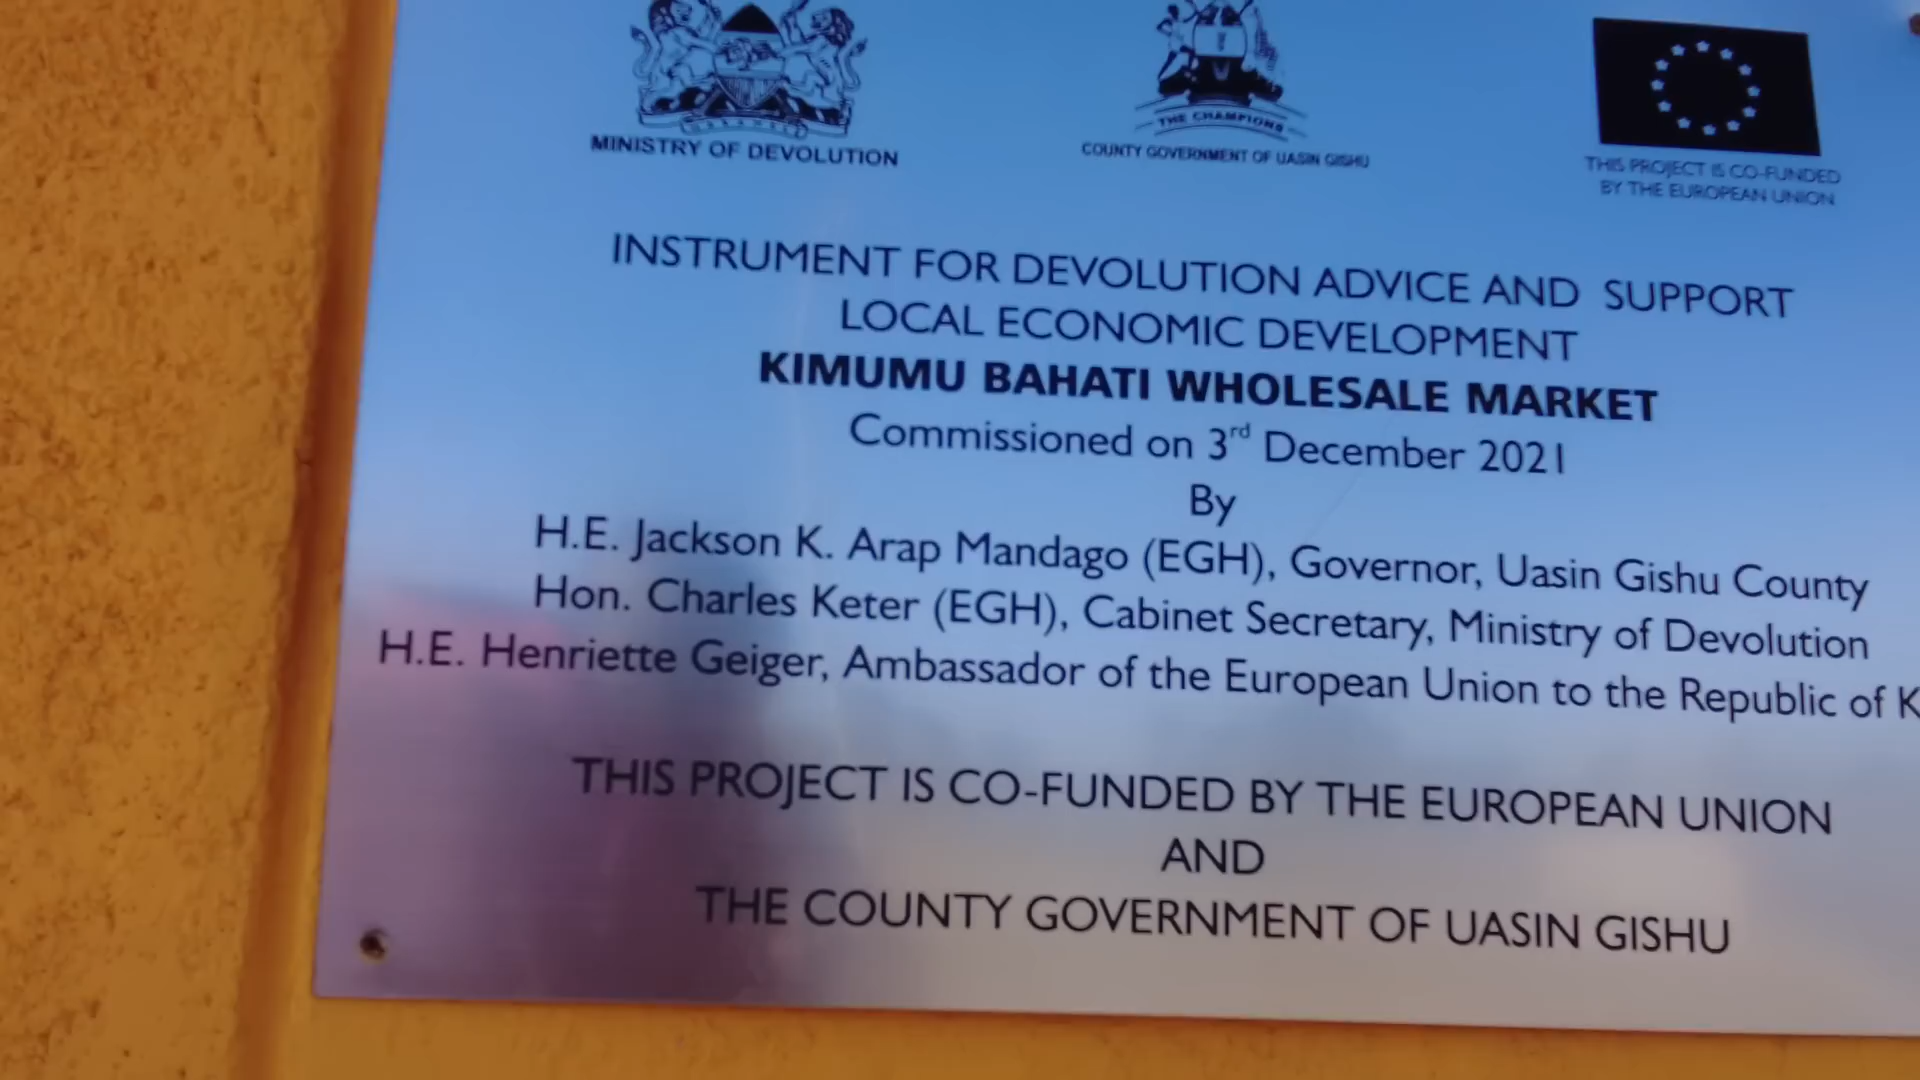 MINISTRY OF DEVOLUTION
THE CHAMPIONS
COUNTY GOVERNMENT OF UASIN GISHU
THIS PROJECT IS CO-FUNDED
BY THE EUROPEAN UNION
INSTRUMENT FOR DEVOLUTION ADVICE AND SUPPORT
LOCAL ECONOMIC DEVELOPMENT
KIMUMU BAHATI WHOLESALE MARKET
Commissioned on 3rd December 2021
By
H.E. Jackson K. Arap Mandago (EGH), Governor, Uasin Gishu County
Hon. Charles Keter (EGH), Cabinet Secretary, Ministry of Devolution
H.E. Henriette Geiger, Ambassador of the European Union to the Republic of K
THIS PROJECT IS CO-FUNDED BY THE EUROPEAN UNION
AND
THE COUNTY GOVERNMENT OF UASIN GISHU